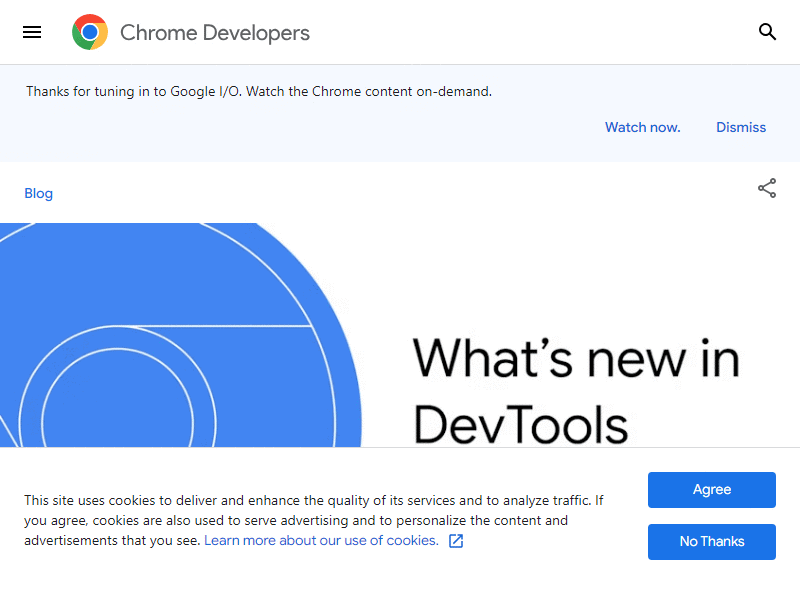 Chrome Developers
Thanks for tuning in to Google I/O. Watch the Chrome content on-demand.
Watch now.
Dismiss
Blog
What's new in
DevTools
This site uses cookies to deliver and enhance the quality of its services and to analyze traffic. If
you agree, cookies are also used to serve advertising and to personalize the content and
advertisements that you see. Learn more about our use of cookies.
Agree
No Thanks